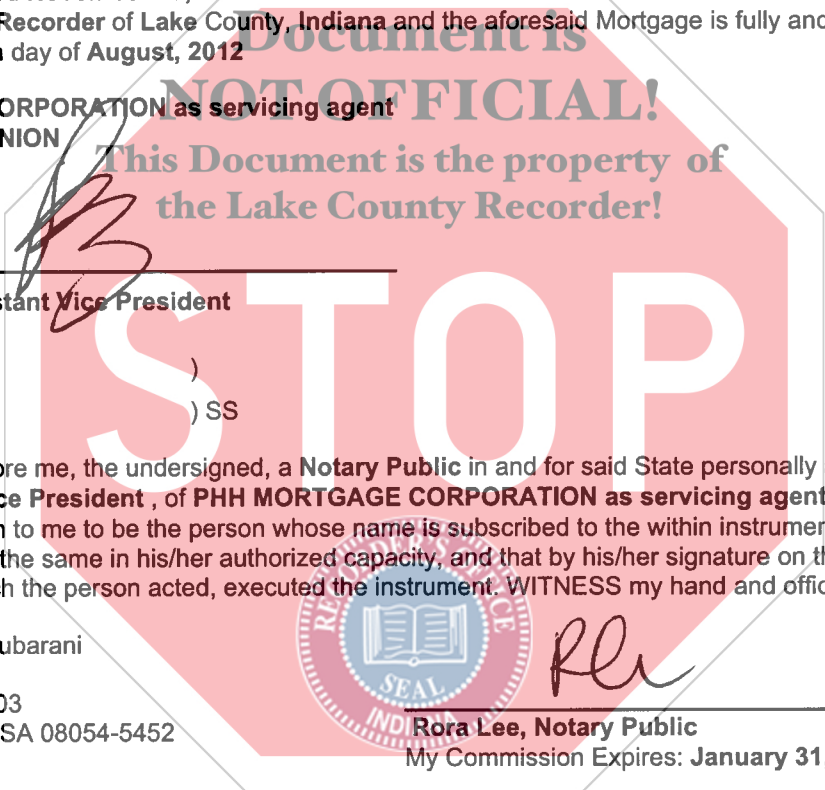 Recorder of Lake County, Indiana and the aforesaid Mortgage is fully and
day of August, 2012
Document is
NOT OFFICIAL!
This Document is the property of
the Lake County Recorder!
ORPORATION as servicing agent
NION
stant Vice President
STOP
)
) SS
ore me, the undersigned, a Notary Public in and for said State personally
ce President , of PHH MORTGAGE CORPORATION as servicing agent
n to me to be the person whose name is subscribed to the within instrumen
the same in his/her authorized capacity, and that by his/her signature on th
h the person acted, executed the instrument. WITNESS my hand and offic
RECORDER'S OFFICE
SEAL
INDIANA
ubarani
03
SA 08054-5452
Rora Lee, Notary Public
My Commission Expires: January 31